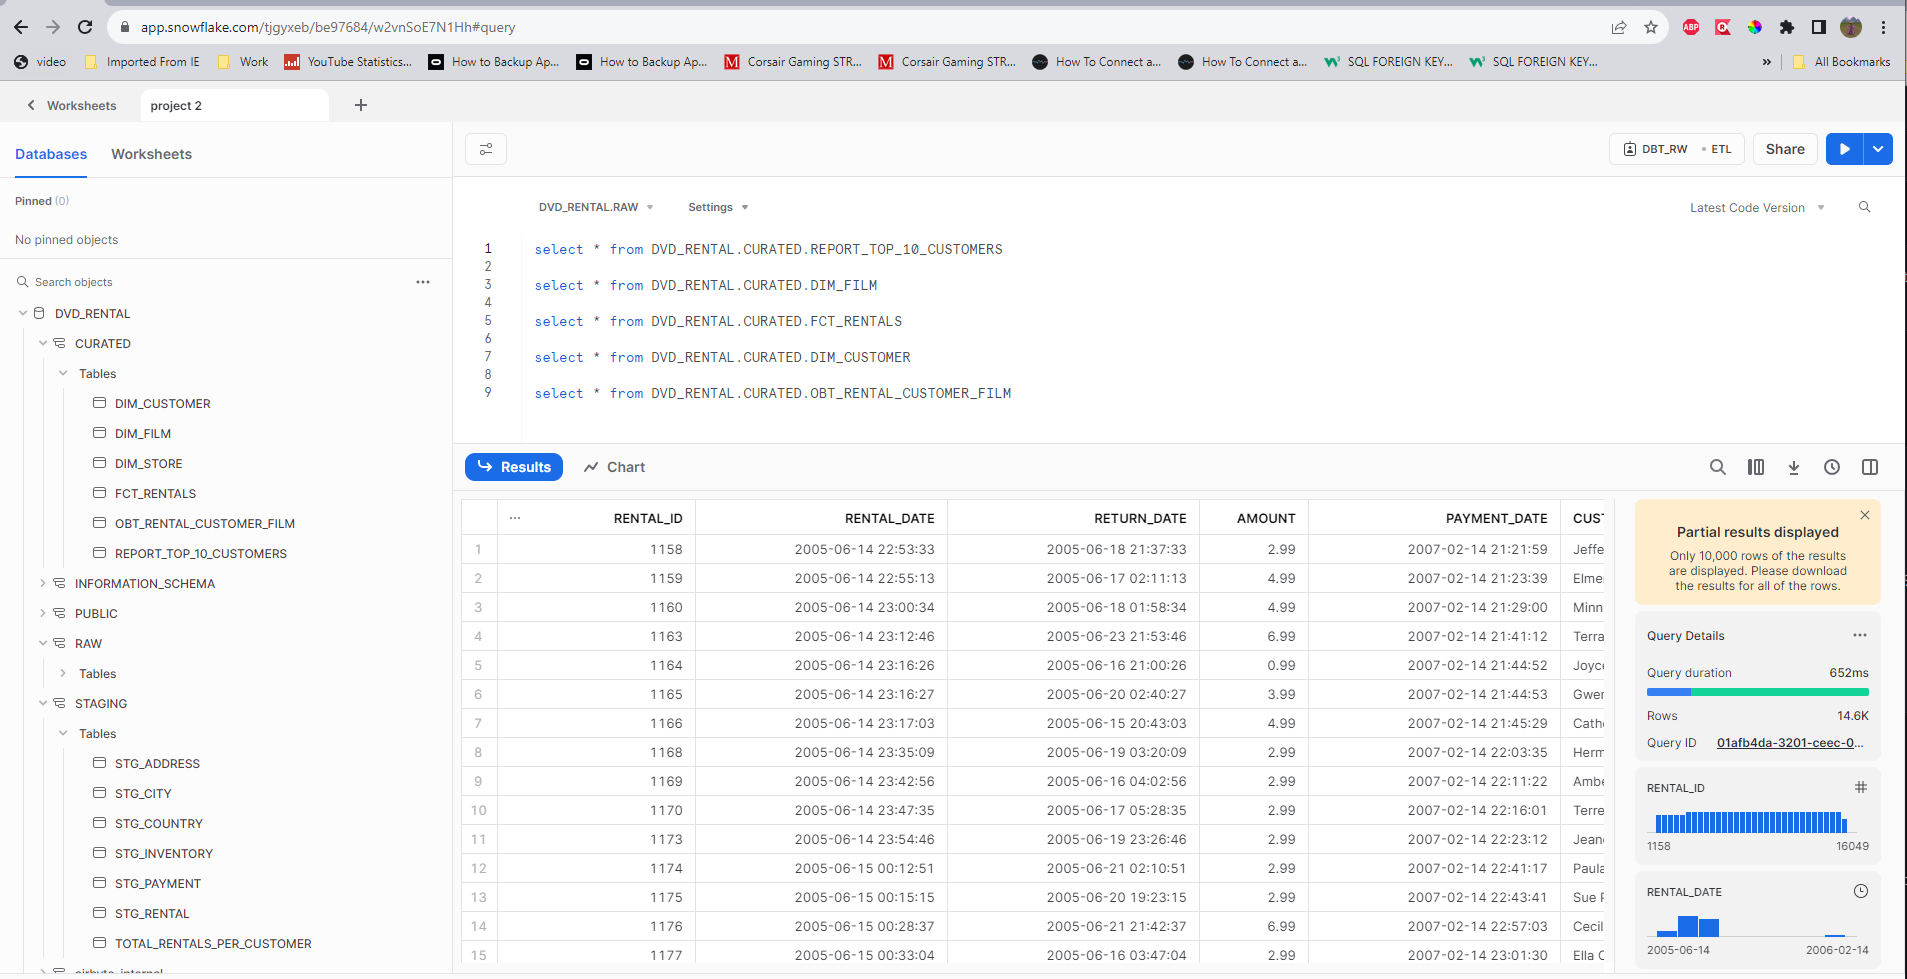 app.snowflake.com/tjgyxeb/be97684/w2vnSoE7N1Hh#query
ABP
video
Imported From IE
Work
YouTube Statistics...
How to Backup Ap...
How to Backup Ap...
Corsair Gaming STR...
Corsair Gaming STR...
How To Connect a...
How To Connect a...
SQL FOREIGN KEY...
SQL FOREIGN KEY...
»
All Bookmarks
Worksheets
project 2
Databases
Worksheets
DBT_RW • ETL
Share
Pinned (0)
No pinned objects
Search objects
DVD_RENTAL
CURATED
Tables
DIM_CUSTOMER
DIM_FILM
DIM_STORE
FCT_RENTALS
OBT_RENTAL_CUSTOMER_FILM
REPORT_TOP_10_CUSTOMERS
INFORMATION_SCHEMA
PUBLIC
RAW
Tables
STAGING
Tables
STG_ADDRESS
STG_CITY
STG_COUNTRY
STG_INVENTORY
STG_PAYMENT
STG_RENTAL
TOTAL_RENTALS_PER_CUSTOMER
DVD_RENTAL.RAW
Settings
Latest Code Version
1 select * from DVD_RENTAL.CURATED.REPORT_TOP_10_CUSTOMERS
2
3 select * from DVD_RENTAL.CURATED.DIM_FILM
4
5 select * from DVD_RENTAL.CURATED.FCT_RENTALS
6
7 select * from DVD_RENTAL.CURATED.DIM_CUSTOMER
8
9 select * from DVD_RENTAL.CURATED.OBT_RENTAL_CUSTOMER_FILM
Results
Chart
... RENTAL_ID RENTAL_DATE RETURN_DATE AMOUNT PAYMENT_DATE CUST
1 1158 2005-06-14 22:53:33 2005-06-18 21:37:33 2.99 2007-02-14 21:21:59 Jeffe
2 1159 2005-06-14 22:55:13 2005-06-17 02:11:13 4.99 2007-02-14 21:23:39 Elme
3 1160 2005-06-14 23:00:34 2005-06-18 01:58:34 4.99 2007-02-14 21:29:00 Minn
4 1163 2005-06-14 23:12:46 2005-06-23 21:53:46 6.99 2007-02-14 21:41:12 Terra
5 1164 2005-06-14 23:16:26 2005-06-16 21:00:26 0.99 2007-02-14 21:44:52 Joyce
6 1165 2005-06-14 23:16:27 2005-06-20 02:40:27 3.99 2007-02-14 21:44:53 Gwen
7 1166 2005-06-14 23:17:03 2005-06-15 20:43:03 4.99 2007-02-14 21:45:29 Cath
8 1168 2005-06-14 23:35:09 2005-06-19 03:20:09 2.99 2007-02-14 22:03:35 Herm
9 1169 2005-06-14 23:42:56 2005-06-16 04:02:56 2.99 2007-02-14 22:11:22 Ambe
10 1170 2005-06-14 23:47:35 2005-06-17 05:28:35 2.99 2007-02-14 22:16:01 Terre
11 1173 2005-06-14 23:54:46 2005-06-19 23:26:46 2.99 2007-02-14 22:23:12 Jean
12 1174 2005-06-15 00:12:51 2005-06-21 02:10:51 2.99 2007-02-14 22:41:17 Paula
13 1175 2005-06-15 00:15:15 2005-06-20 19:23:15 2.99 2007-02-14 22:43:41 Sue
14 1176 2005-06-15 00:28:37 2005-06-21 21:42:37 6.99 2007-02-14 22:57:03 Cecil
15 1177 2005-06-15 00:33:04 2005-06-16 03:47:04 2.99 2007-02-14 23:01:30 Ella
Partial results displayed
Only 10,000 rows of the results
are displayed. Please download
the results for all of the rows.
Query Details
...
Query duration 652ms
Rows 14.6K
Query ID 01afb4da-3201-ceec-0...
RENTAL_ID #
1158 16049
RENTAL_DATE
2005-06-14 2006-02-14